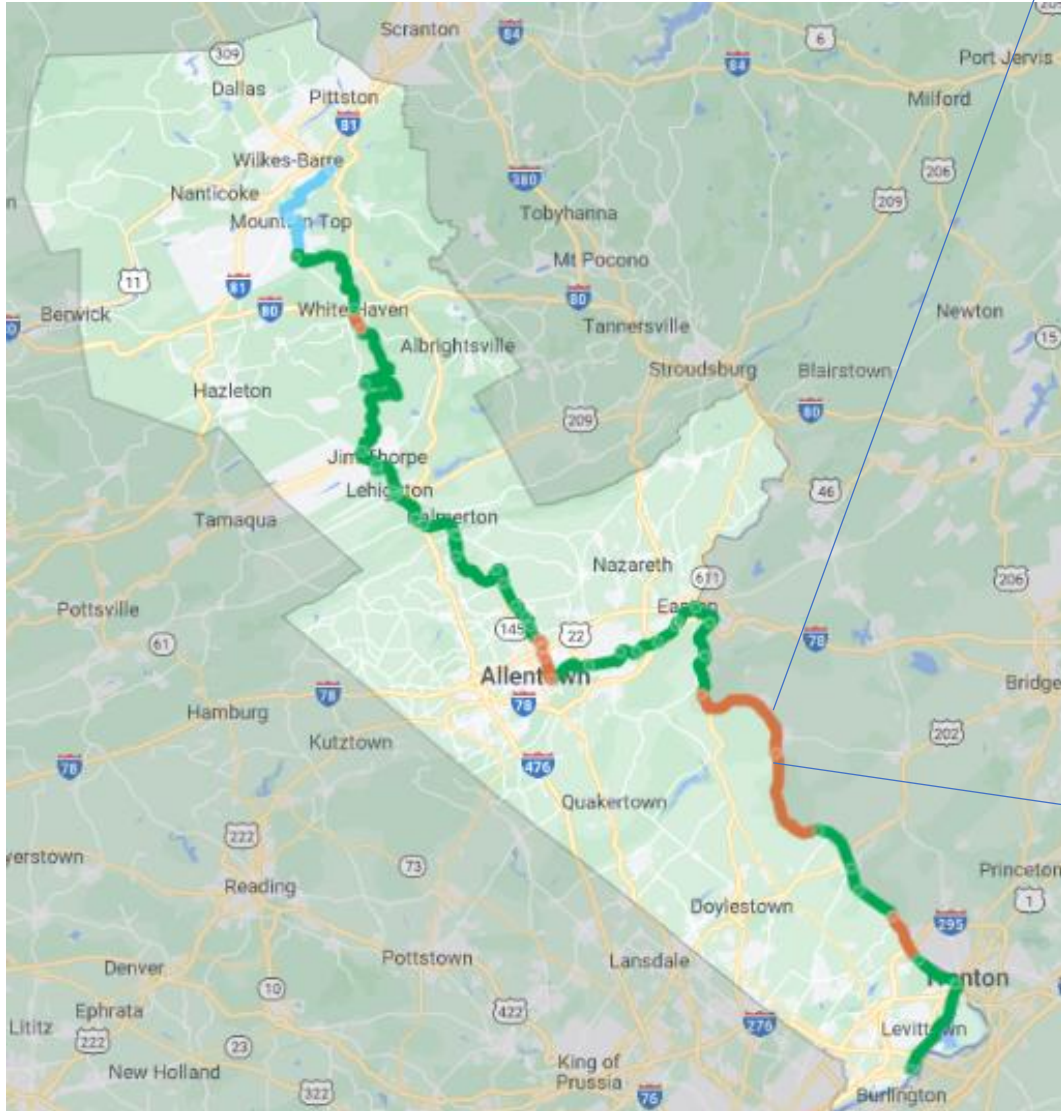 Scranton
84
6
309
Port Jervis
Dallas
84
Pittston
Milford
81
Wilkes-Barre
380
206
Nanticoke
209
Tobyhanna
Mountain Top
Mt Pocono
11
81
80
80
Newton
Berwick
White Haven
Tannersville
15
Albrightsville
Stroudsburg
Blairstown
Hazleton
209
80
Jim Thorpe
46
Lehighton
Tamaqua
Palmerton
Nazareth
611
206
Pottsville
Easton
145
22
78
61
Allentown
78
78
Bridge
Hamburg
202
Kutztown
78
476
Quakertown
222
yerstown
73
Princeton
Reading
1
Doylestown
295
Pottstown
Lansdale
Denver
Trenton
10
Ephrata
422
276
Levittown
Lititz
222
23
King of
Prussia
New Holland
322
76
Burlington